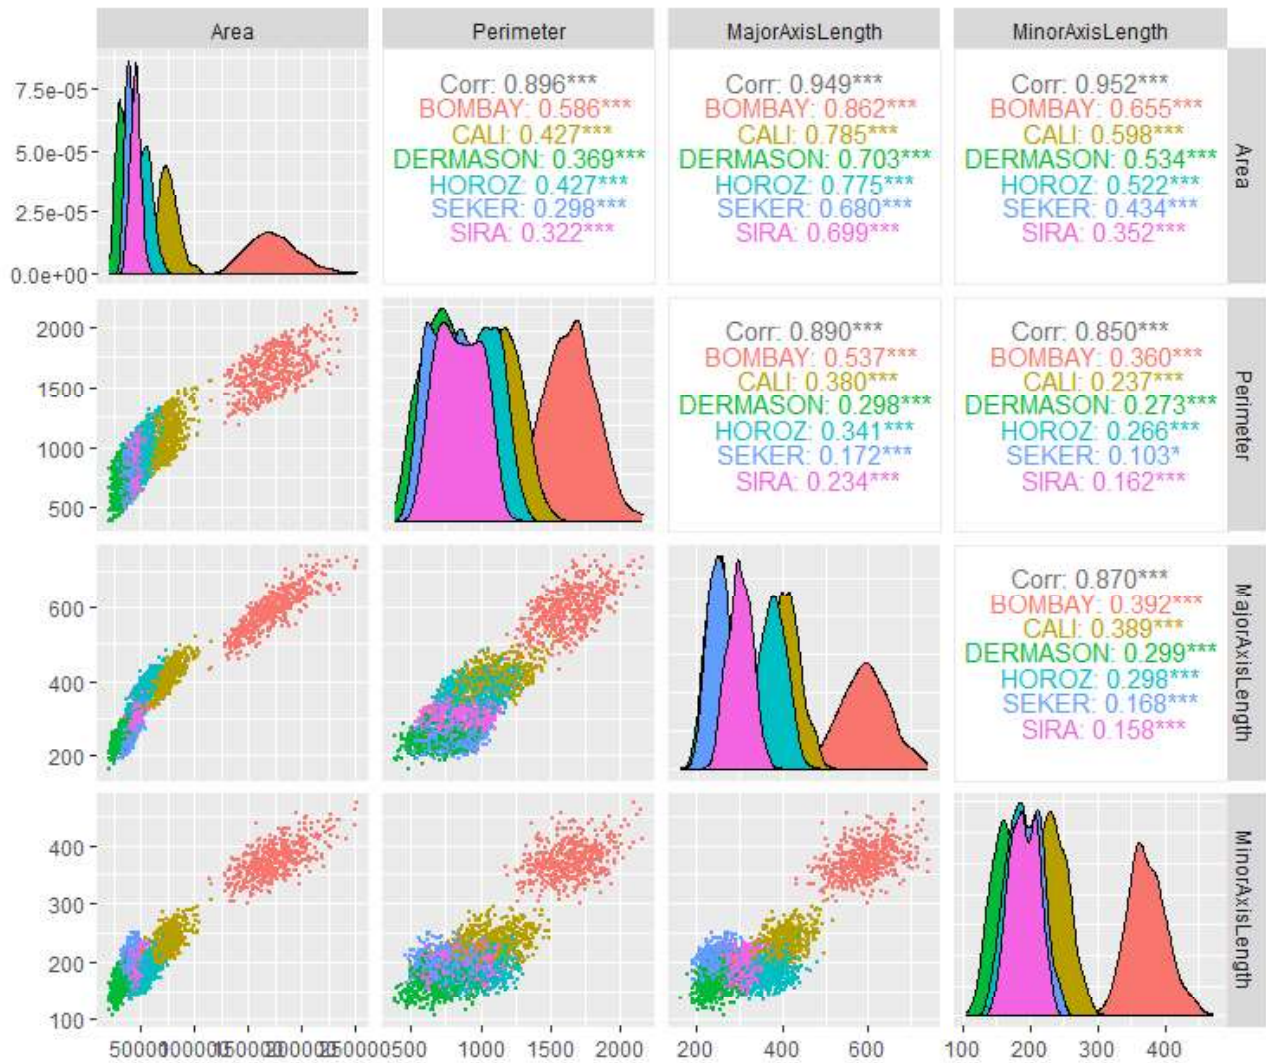 Area Perimeter MajorAxisLength MinorAxisLength
7.5e-05
5.0e-05
2.5e-05
0.0e+00
Corr: 0.896***
BOMBAY: 0.586***
CALI: 0.427***
DERMASON: 0.369***
HOROZ: 0.427***
SEKER: 0.298***
SIRA: 0.322***
Corr: 0.949***
BOMBAY: 0.862***
CALI: 0.785***
DERMASON: 0.703***
HOROZ: 0.775***
SEKER: 0.680***
SIRA: 0.699***
Corr: 0.952***
BOMBAY: 0.655***
CALI: 0.598***
DERMASON: 0.534***
HOROZ: 0.522***
SEKER: 0.434***
SIRA: 0.352***
Area
2000
1500
1000
500
Corr: 0.890***
BOMBAY: 0.537***
CALI: 0.380***
DERMASON: 0.298***
HOROZ: 0.341***
SEKER: 0.172***
SIRA: 0.234***
Corr: 0.850***
BOMBAY: 0.360***
CALI: 0.237***
DERMASON: 0.273***
HOROZ: 0.266***
SEKER: 0.103*
SIRA: 0.162***
Perimeter
600
400
200
Corr: 0.870***
BOMBAY: 0.392***
CALI: 0.389***
DERMASON: 0.299***
HOROZ: 0.298***
SEKER: 0.168***
SIRA: 0.158***
MajorAxisLength
400
300
200
100
MinorAxisLength
50000 100000 150000 200000 250000 500 1000 1500 2000 200 400 600 100 200 300 400